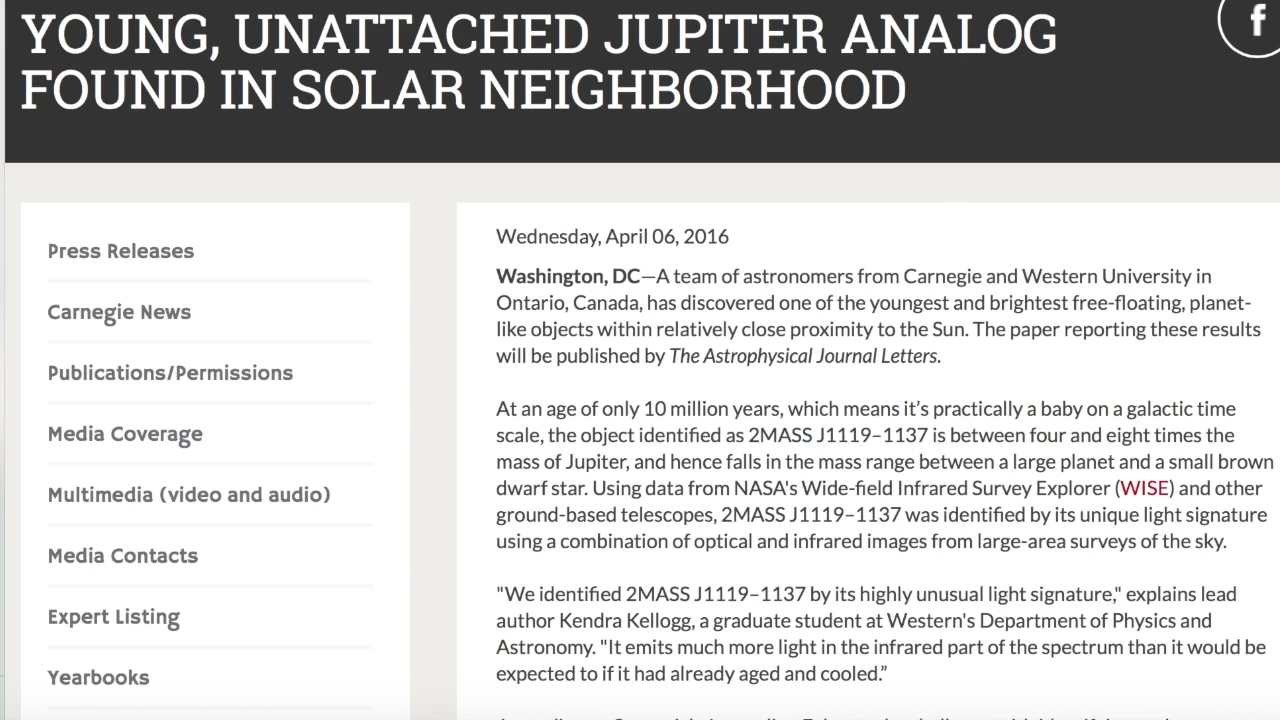 YOUNG, UNATTACHED JUPITER ANALOG
FOUND IN SOLAR NEIGHBORHOOD
f
Press Releases
Carnegie News
Publications/Permissions
Media Coverage
Multimedia (video and audio)
Media Contacts
Expert Listing
Yearbooks
Wednesday, April 06, 2016
Washington, DC—A team of astronomers from Carnegie and Western University in
Ontario, Canada, has discovered one of the youngest and brightest free-floating, planet-
like objects within relatively close proximity to the Sun. The paper reporting these results
will be published by The Astrophysical Journal Letters.
At an age of only 10 million years, which means it’s practically a baby on a galactic time
scale, the object identified as 2MASS J1119–1137 is between four and eight times the
mass of Jupiter, and hence falls in the mass range between a large planet and a small brown
dwarf star. Using data from NASA's Wide-field Infrared Survey Explorer (WISE) and other
ground-based telescopes, 2MASS J1119–1137 was identified by its unique light signature
using a combination of optical and infrared images from large-area surveys of the sky.
"We identified 2MASS J1119–1137 by its highly unusual light signature," explains lead
author Kendra Kellogg, a graduate student at Western's Department of Physics and
Astronomy. "It emits much more light in the infrared part of the spectrum than it would be
expected to if it had already aged and cooled.”